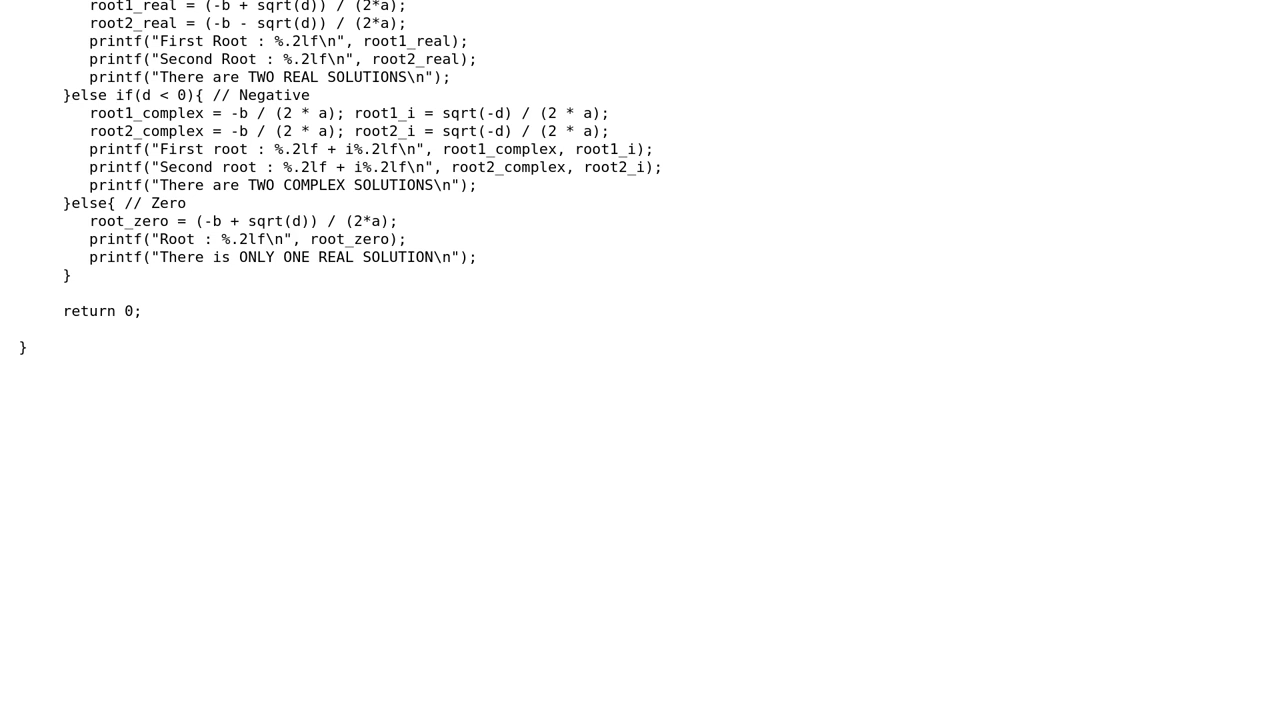 root1_real = (-b + sqrt(d)) / (2*a);
root2_real = (-b - sqrt(d)) / (2*a);
printf("First Root : %.2lf\n", root1_real);
printf("Second Root : %.2lf\n", root2_real);
printf("There are TWO REAL SOLUTIONS\n");
}else if(d < 0){ // Negative
root1_complex = -b / (2 * a); root1_i = sqrt(-d) / (2 * a);
root2_complex = -b / (2 * a); root2_i = sqrt(-d) / (2 * a);
printf("First root : %.2lf + i%.2lf\n", root1_complex, root1_i);
printf("Second root : %.2lf + i%.2lf\n", root2_complex, root2_i);
printf("There are TWO COMPLEX SOLUTIONS\n");
}else{ // Zero
root_zero = (-b + sqrt(d)) / (2*a);
printf("Root : %.2lf\n", root_zero);
printf("There is ONLY ONE REAL SOLUTION\n");
}
return 0;
}